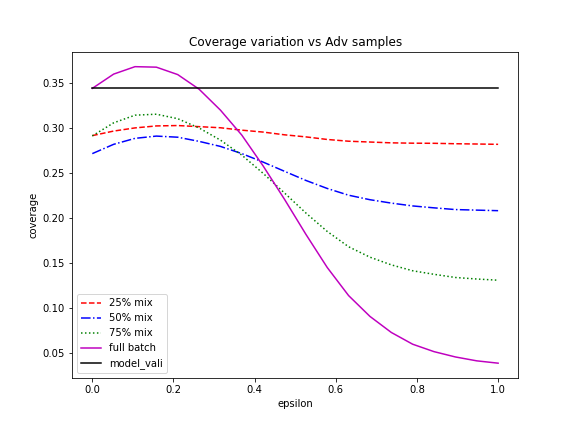 Coverage variation vs Adv samples
coverage
0.35
0.30
0.25
0.20
0.15
0.10
0.05
25% mix
50% mix
75% mix
full batch
model_vali
0.0
0.2
0.4
0.6
0.8
1.0
epsilon